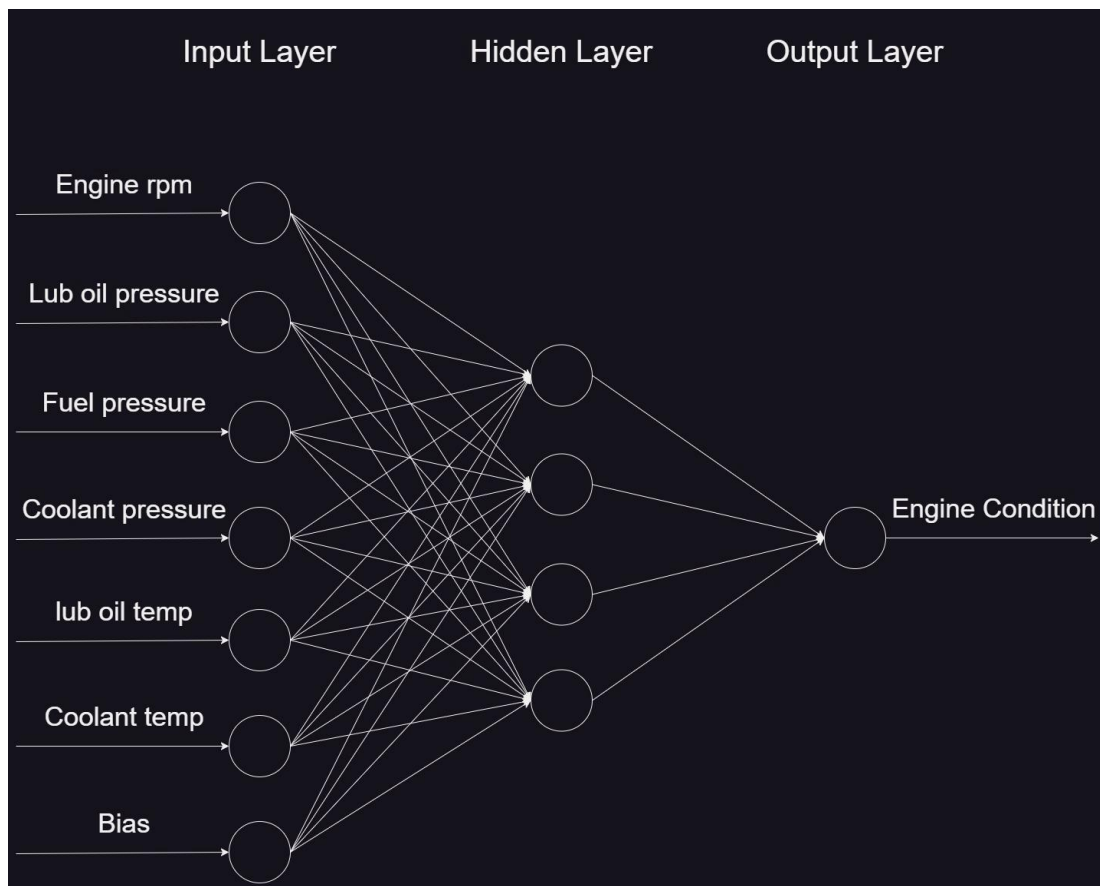 Input Layer
Hidden Layer
Output Layer
Engine rpm
Lub oil pressure
Fuel pressure
Coolant pressure
lub oil temp
Coolant temp
Bias
Engine Condition